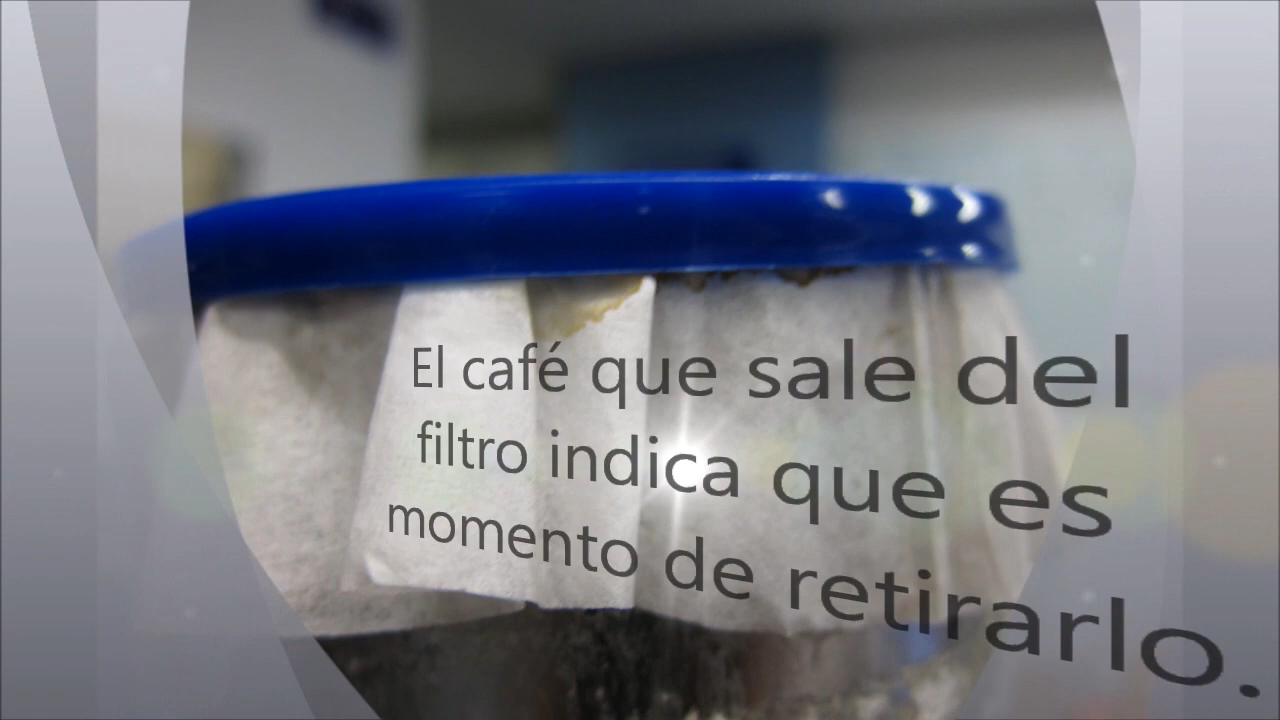 El café que sale del
filtro indica que es
momento de retirarlo.